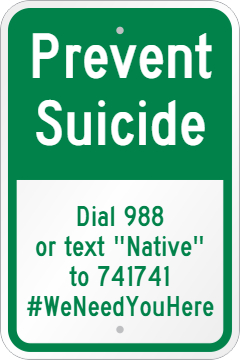 Prevent
Suicide
Dial 988
or text "Native"
to 741741
#WeNeedYouHere